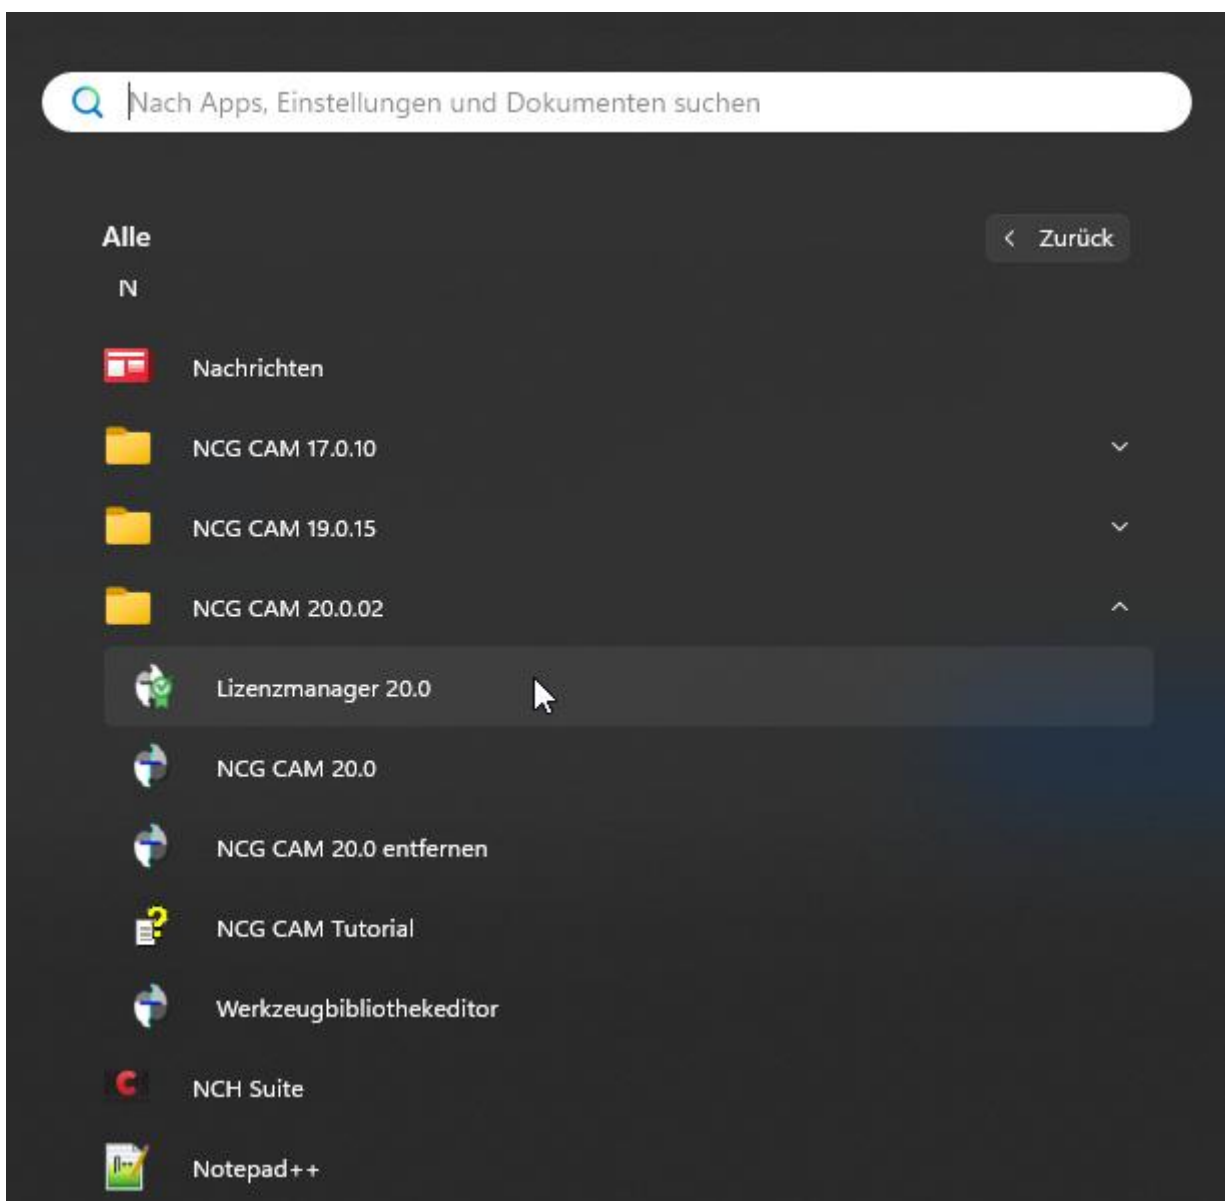 Nach Apps, Einstellungen und Dokumenten suchen
Alle
Zurück
N
Nachrichten
NCG CAM 17.0.10
NCG CAM 19.0.15
NCG CAM 20.0.02
Lizenzmanager 20.0
NCG CAM 20.0
NCG CAM 20.0 entfernen
NCG CAM Tutorial
Werkzeugbibliothekeditor
NCH Suite
Notepad++